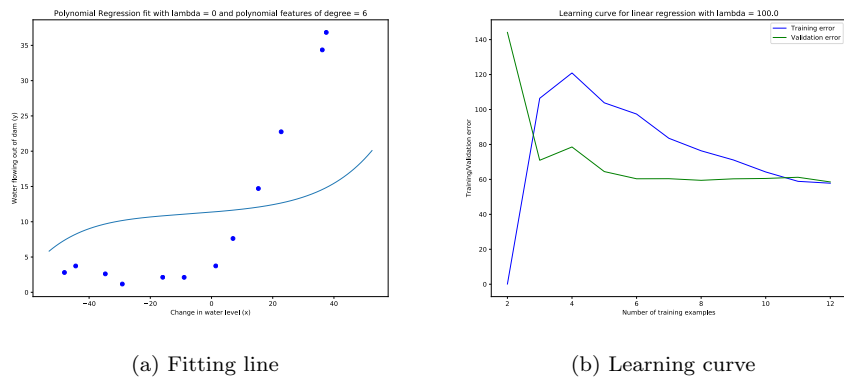 Polynomial Regression fit with lambda = 0 and polynomial features of degree = 6
35
30
25
20
15
10
5
0
Water flowing out of dam (y)
−40
−20
0
20
40
Change in water level (x)
(a) Fitting line
Learning curve for linear regression with lambda = 100.0
Training error
Validation error
140
120
100
80
60
40
20
0
Training/Validation error
2
4
6
8
10
12
Number of training examples
(b) Learning curve